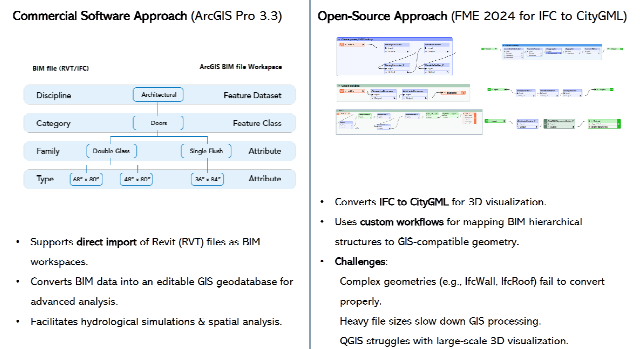 Commercial Software Approach (ArcGIS Pro 3.3)
BIM file (RVT/IFC)
ArcGIS BIM file Workspace
Discipline
Architectural
Feature Dataset
Category
Doors
Feature Class
Family
Double Glass
Single Flush
Attribute
Type
68" × 80"
48" × 80"
36" × 84"
Attribute
• Supports direct import of Revit (RVT) files as BIM
workspaces.
• Converts BIM data into an editable GIS geodatabase for
advanced analysis.
• Facilitates hydrological simulations & spatial analysis.
Open-Source Approach (FME 2024 for IFC to CityGML)
• Converts IFC to CityGML for 3D visualization.
• Uses custom workflows for mapping BIM hierarchical
structures to GIS-compatible geometry.
• Challenges:
Complex geometries (e.g., IfcWall, IfcRoof) fail to convert
properly.
Heavy file sizes slow down GIS processing.
QGIS struggles with large-scale 3D visualization.